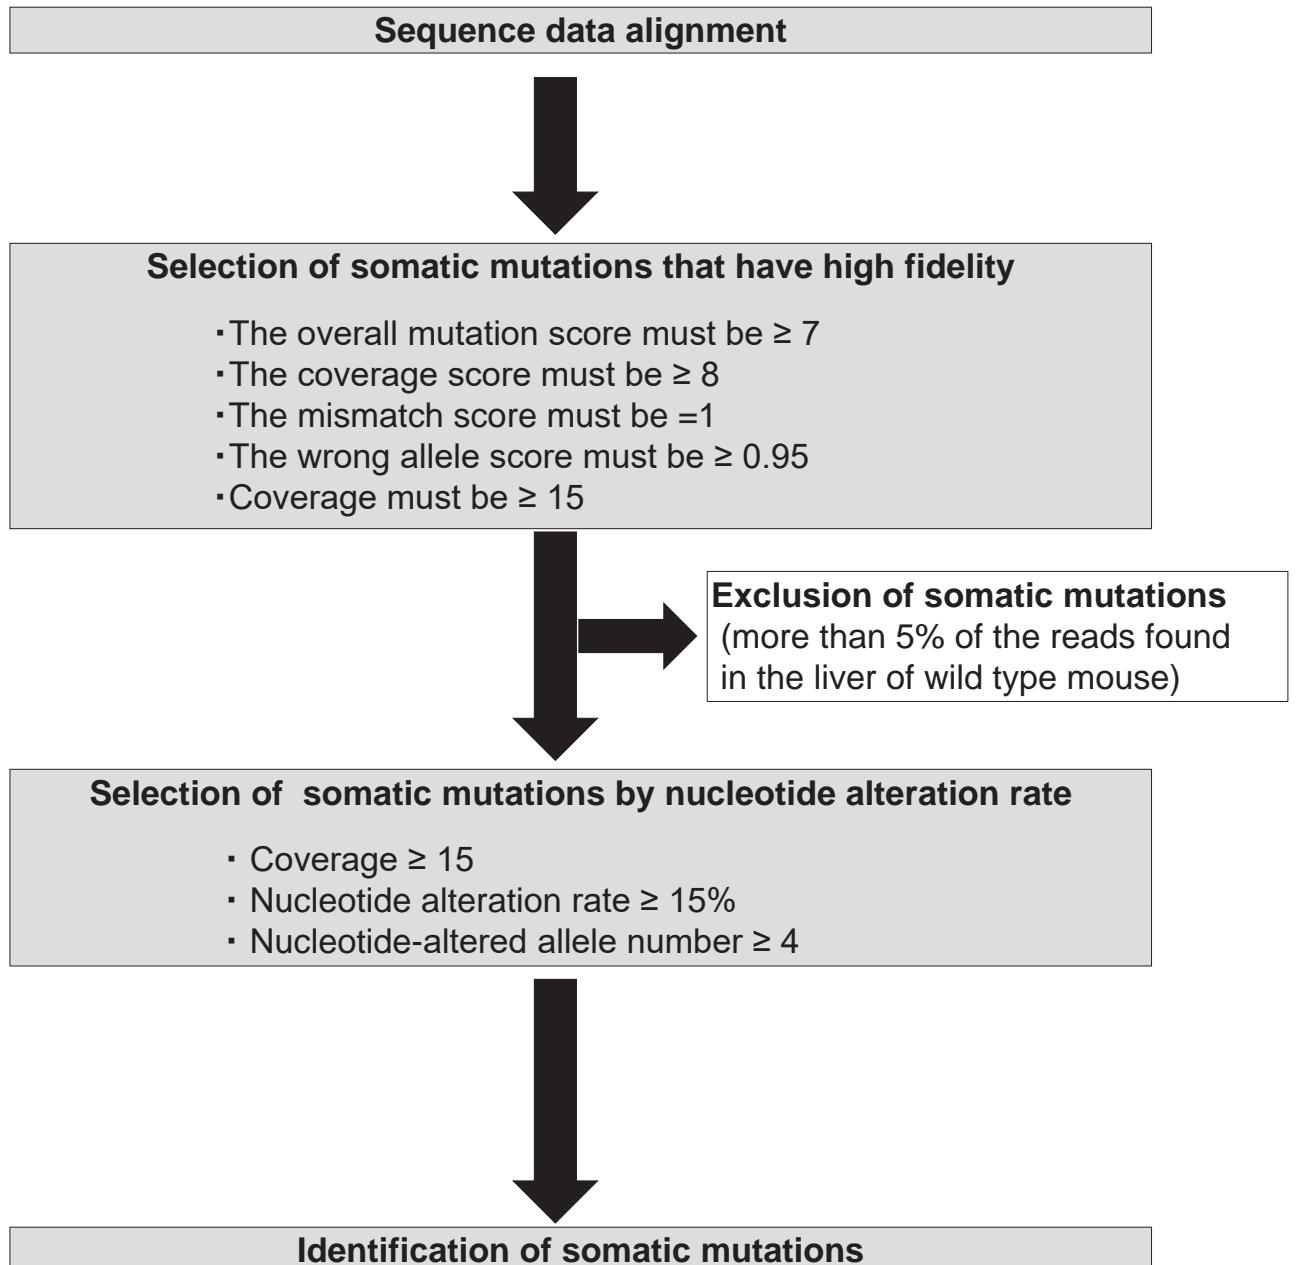 Sequence data alignment
Selection of somatic mutations that have high fidelity
・The overall mutation score must be ≥ 7
・The coverage score must be ≥ 8
・The mismatch score must be =1
・The wrong allele score must be ≥ 0.95
・Coverage must be ≥ 15
Exclusion of somatic mutations
(more than 5% of the reads found
in the liver of wild type mouse)
Selection of  somatic mutations by nucleotide alteration rate
・ Coverage ≥ 15
・ Nucleotide alteration rate ≥ 15%
・ Nucleotide-altered allele number ≥ 4
Identification of somatic mutations